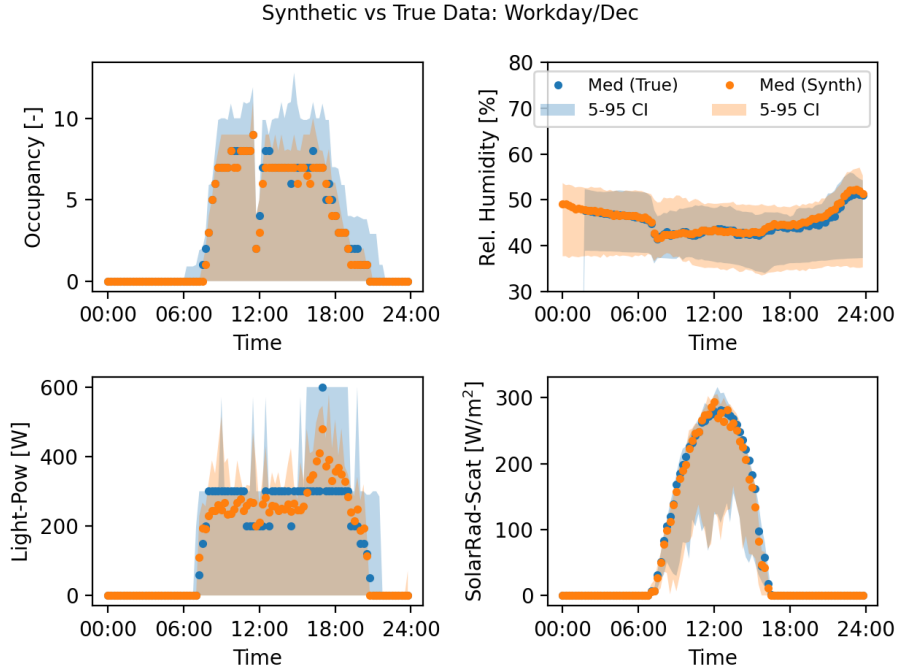 Synthetic vs True Data: Workday/Dec
Occupancy [-]
10
5
0
00:00 06:00 12:00 18:00 24:00
Time
Rel. Humidity [%]
80
70
60
50
40
30
Med (True) Med (Synth)
5-95 CI 5-95 CI
00:00 06:00 12:00 18:00 24:00
Time
Light-Pow [W]
600
400
200
0
00:00 06:00 12:00 18:00 24:00
Time
SolarRad-Scat [W/m²]
300
200
100
0
00:00 06:00 12:00 18:00 24:00
Time